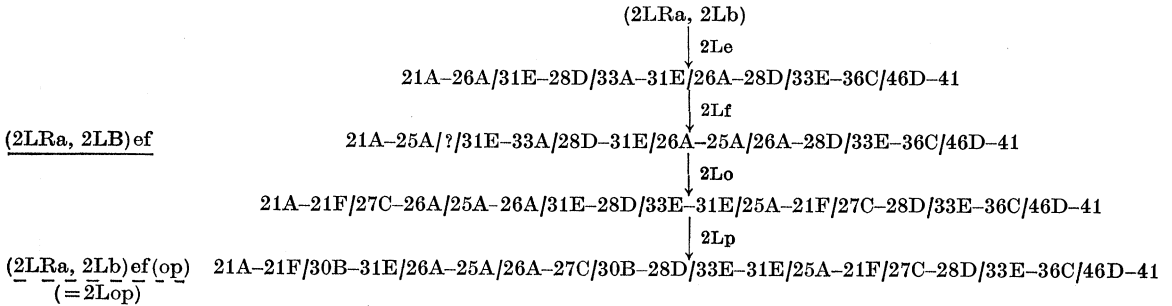 (2LRa, 2Lb)
2Le
21A–26A/31E–28D/33A–31E/26A–28D/33E–36C/46D–41
2Lf
(2LRa, 2LB)ef 21A–25A/?/31E–33A/28D–31E/26A–25A/26A–28D/33E–36C/46D–41
2Lo
21A–21F/27C–26A/25A–26A/31E–28D/33E–31E/25A–21F/27C–28D/33E–36C/46D–41
2Lp
(2LRa, 2Lb)ef(op) 21A–21F/30B–31E/26A–25A/26A–27C/30B–28D/33E–31E/25A–21F/27C–28D/33E–36C/46D–41
(=2Lop)